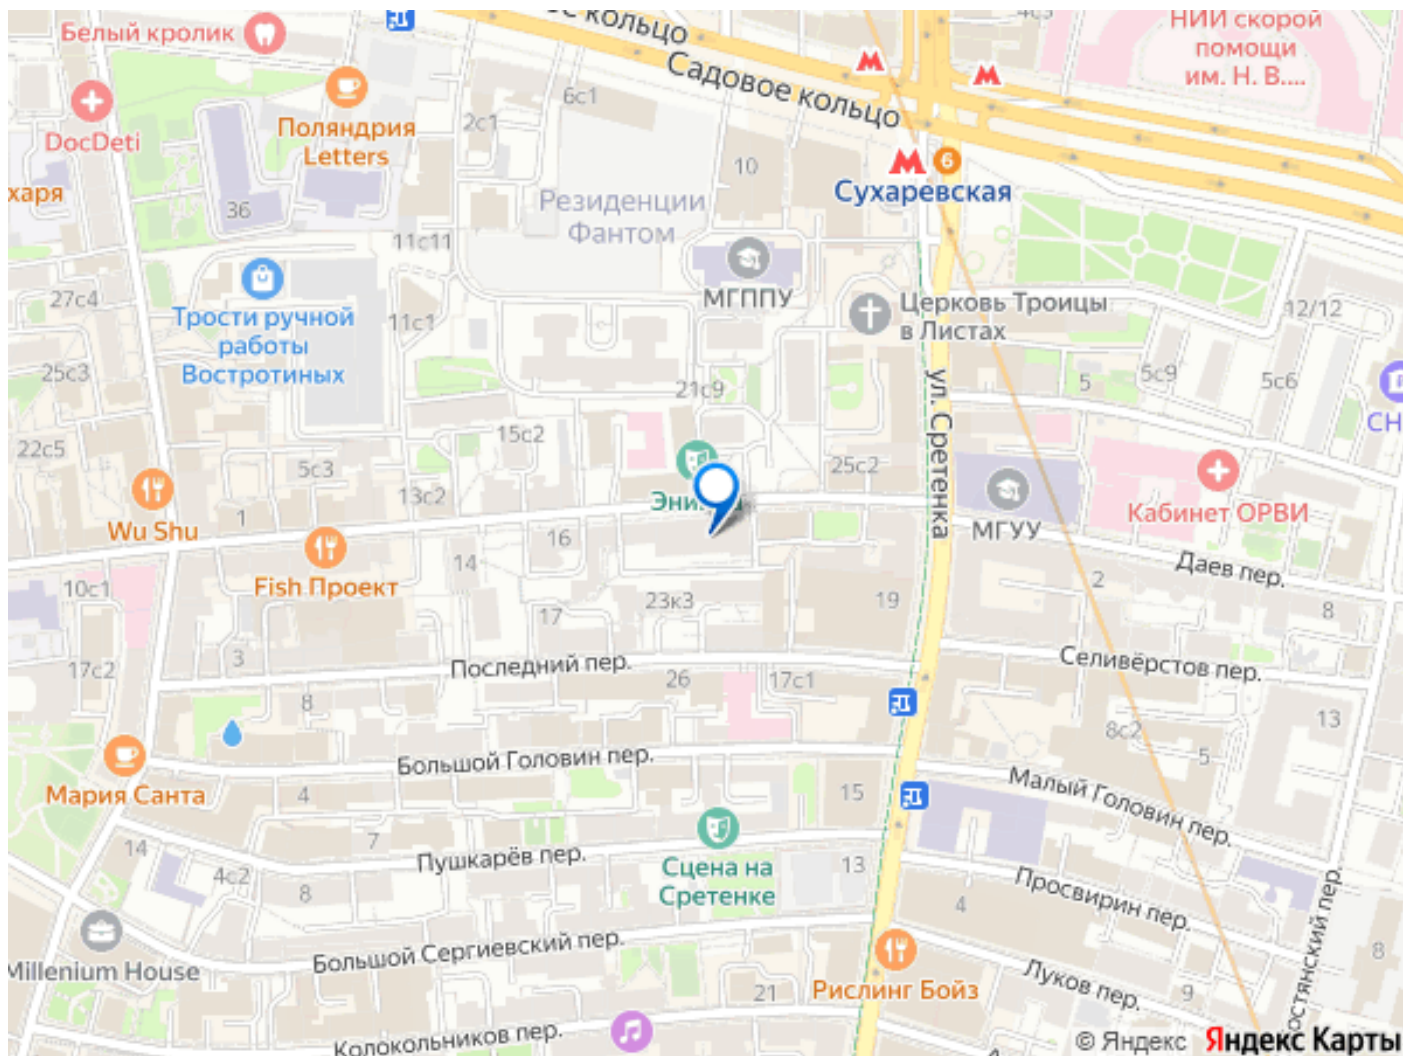 Белый кролик
кольцо
4с3
НИИ скорой
помощи
им. Н. В....
Садовое кольцо
6с1
2с1
DocDeti
Поляндрия
Letters
10
6
Сухаревская
харя
36
Резиденции
Фантом
11с11
МГППУ
27с4
Трости ручной
работы
Востротиных
11с1
Церковь Троицы
в Листах
12/12
25с3
21с9
5
5с9
5с6
СН
ул. Сретенка
22с5
15с2
5с3
13с2
25с2
Wu Shu
1
16
МГУУ
Кабинет ОРВИ
Даев пер.
Fish Проект
14
10с1
23к3
19
2
8
17
3
17с2
Последний пер.
Селивёрстов пер.
26
17с1
8
13
8с2
5
Большой Головин пер.
Мария Санта
4
15
Малый Головин пер.
7
14
4с2
Пушкарёв пер.
Сцена на
Сретенке
13
8
4
Просвирин пер.
8
Millenium House
Большой Сергиевский пер.
Рислинг Бойз
21
Луков пер.
9
остянский пер.
Колокольников пер.
© Яндекс Яндекс Карты